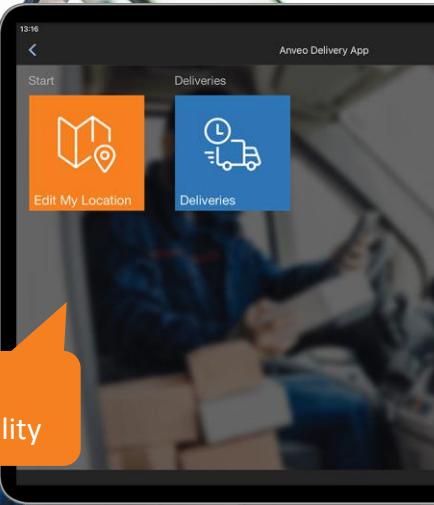 13:16
Anveo Delivery App
Start
Deliveries
Edit My Location
Deliveries
lity